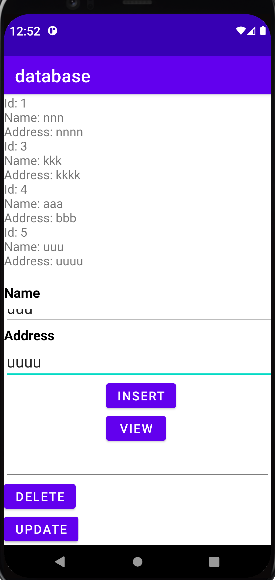 12:52
database
Id: 1
Name: nnn
Address: nnnn
Id: 3
Name: kkk
Address: kkkk
Id: 4
Name: aaa
Address: bbb
Id: 5
Name: uuu
Address: uuuu
Name
uuu
Address
uuuu
INSERT
VIEW
DELETE
UPDATE